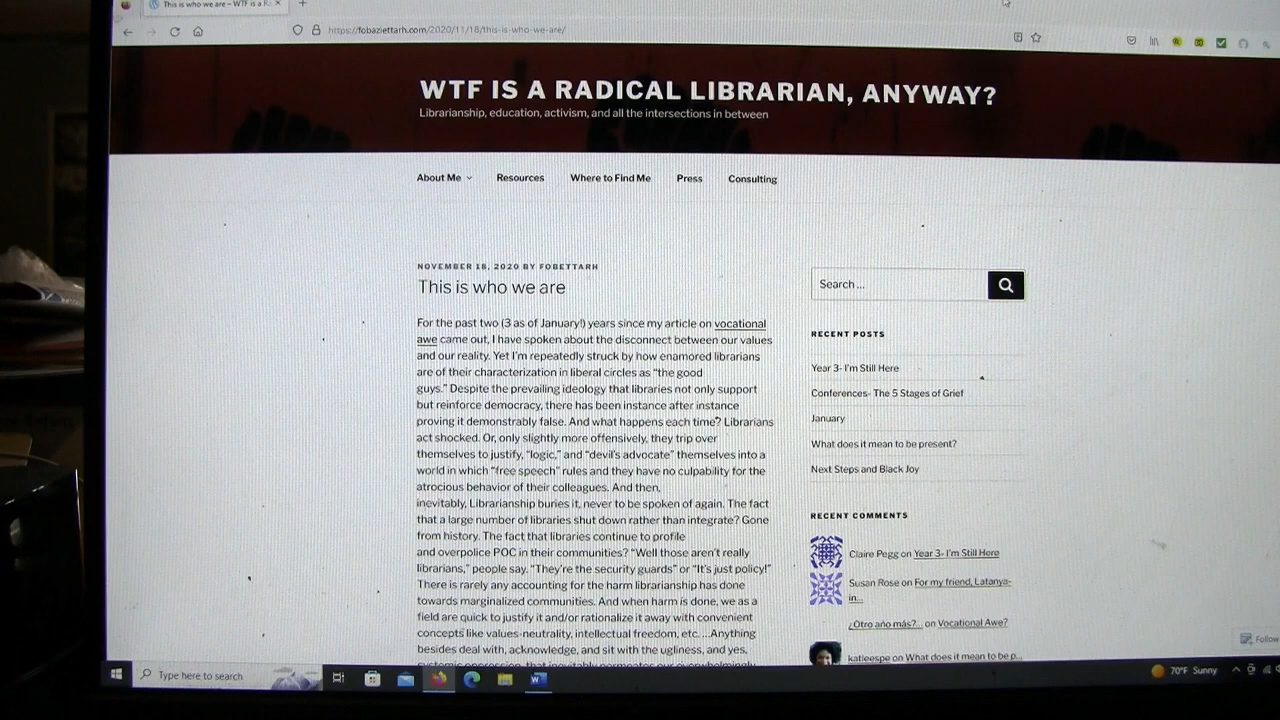 This is who we are – WTF is a R
https://fobaziettarh.com/2020/11/18/this-is-who-we-are/
WTF IS A RADICAL LIBRARIAN, ANYWAY?
Librarianship, education, activism, and all the intersections in between
About Me Resources Where to Find Me Press Consulting
NOVEMBER 18, 2020 BY FOBETTARH
This is who we are
For the past two (3 as of January!) years since my article on vocational
awe came out, I have spoken about the disconnect between our values
and our reality. Yet I'm repeatedly struck by how enamored librarians
are of their characterization in liberal circles as "the good
guys." Despite the prevailing ideology that libraries not only support
but reinforce democracy, there has been instance after instance
proving it demonstrably false. And what happens each time? Librarians
act shocked. Or, only slightly more offensively, they trip over
themselves to justify, "logic," and "devil's advocate" themselves into a
world in which "free speech" rules and they have no culpability for the
atrocious behavior of their colleagues. And then,
inevitably, Librarianship buries it, never to be spoken of again. The fact
that a large number of libraries shut down rather than integrate? Gone
from history. The fact that libraries continue to profile
and overpolice POC in their communities? "Well those aren't really
librarians," people say. "They're the security guards" or "It's just policy!"
There is rarely any accounting for the harm librarianship has done
towards marginalized communities. And when harm is done, we as a
field are quick to justify it and/or rationalize it away with convenient
concepts like values-neutrality, intellectual freedom, etc. ...Anything
besides deal with, acknowledge, and sit with the ugliness, and yes,
systemic oppression, that inevitably permeates our overwhelmingly
Search ...
RECENT POSTS
Year 3- I'm Still Here
Conferences- The 5 Stages of Grief
January
What does it mean to be present?
Next Steps and Black Joy
RECENT COMMENTS
Claire Pegg on Year 3- I'm Still Here
Susan Rose on For my friend, Latanya-
in...
¿Otro año más?... on Vocational Awe?
katieespe on What does it mean to be p...
Follow
Type here to search
70°F Sunny